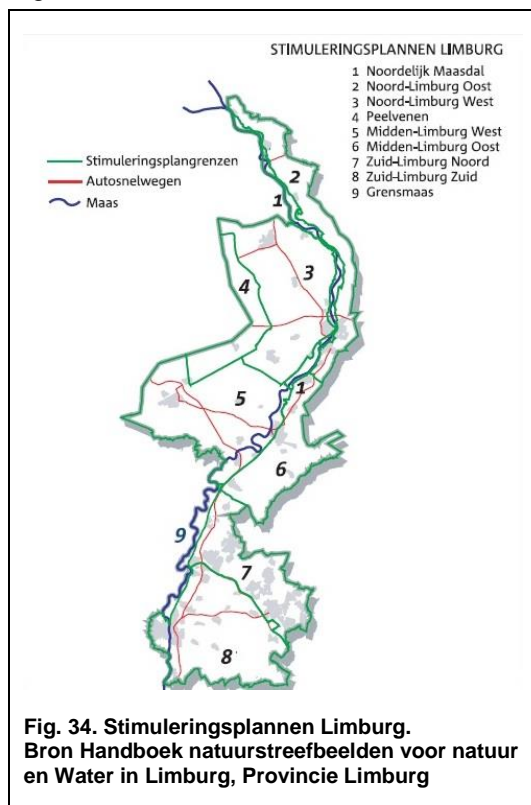 STIMULERINGSPLANNEN LIMBURG
1 Noordelijk Maasdal
2 Noord-Limburg Oost
3 Noord-Limburg West
4 Peelvenen
5 Midden-Limburg West
6 Midden-Limburg Oost
7 Zuid-Limburg Noord
8 Zuid-Limburg Zuid
9 Grensmaas
Stimuleringsplangrenzen
Autosnelwegen
Maas
2
1
3
4
1
5
6
9
7
8
Fig. 34. Stimuleringsplannen Limburg.
Bron Handboek natuurstreefbeelden voor natuur
en Water in Limburg, Provincie Limburg